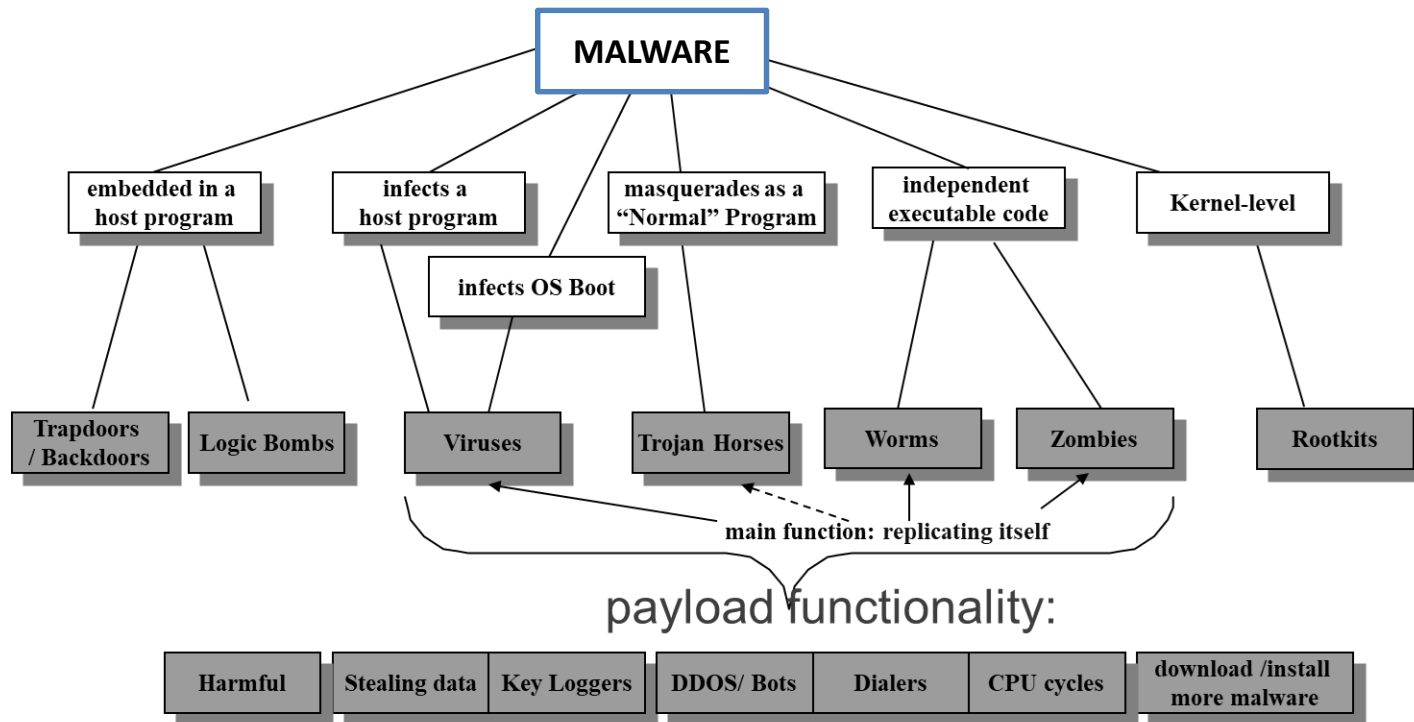 MALWARE
embedded in a
host program
infects a
host program
masquerades as a
“Normal” Program
independent
executable code
Kernel-level
infects OS Boot
Trapdoors
/ Backdoors
Logic Bombs
Viruses
Trojan Horses
Worms
Zombies
Rootkits
main function: replicating itself
payload functionality:
Harmful
Stealing data
Key Loggers
DDOS/ Bots
Dialers
CPU cycles
download /install
more malware